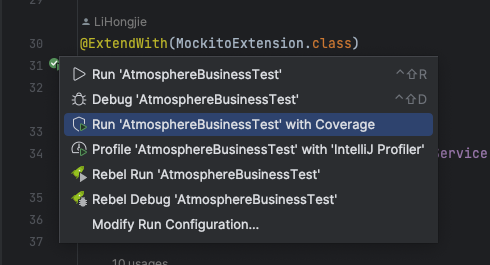 29
LiHongjie
30 @ExtendWith(MockitoExtension.class)
31
Run 'AtmosphereBusinessTest' ^⇧R
32
Debug 'AtmosphereBusinessTest' ^⇧D
33 Run 'AtmosphereBusinessTest' with Coverage
34 Profile 'AtmosphereBusinessTest' with 'IntelliJ Profiler' Service
Rebel Run 'AtmosphereBusinessTest'
35 Rebel Debug 'AtmosphereBusinessTest'
36
Modify Run Configuration...
37
10 usages